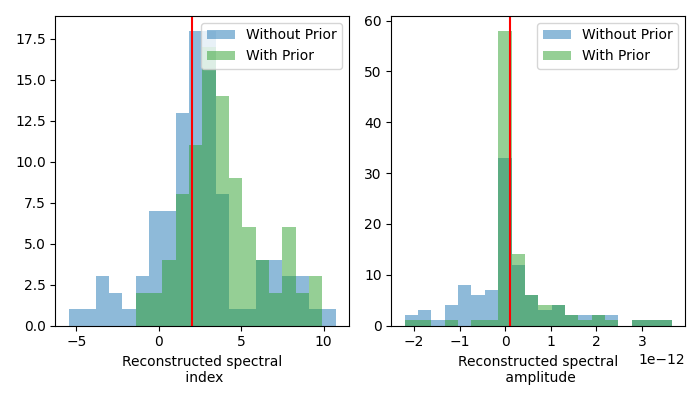 Without Prior
With Prior
17.5
15.0
12.5
10.0
7.5
5.0
2.5
0.0
−5
0
5
10
Reconstructed spectral
index
Without Prior
With Prior
60
50
40
30
20
10
0
−2
−1
0
1
2
3
1e−12
Reconstructed spectral
amplitude